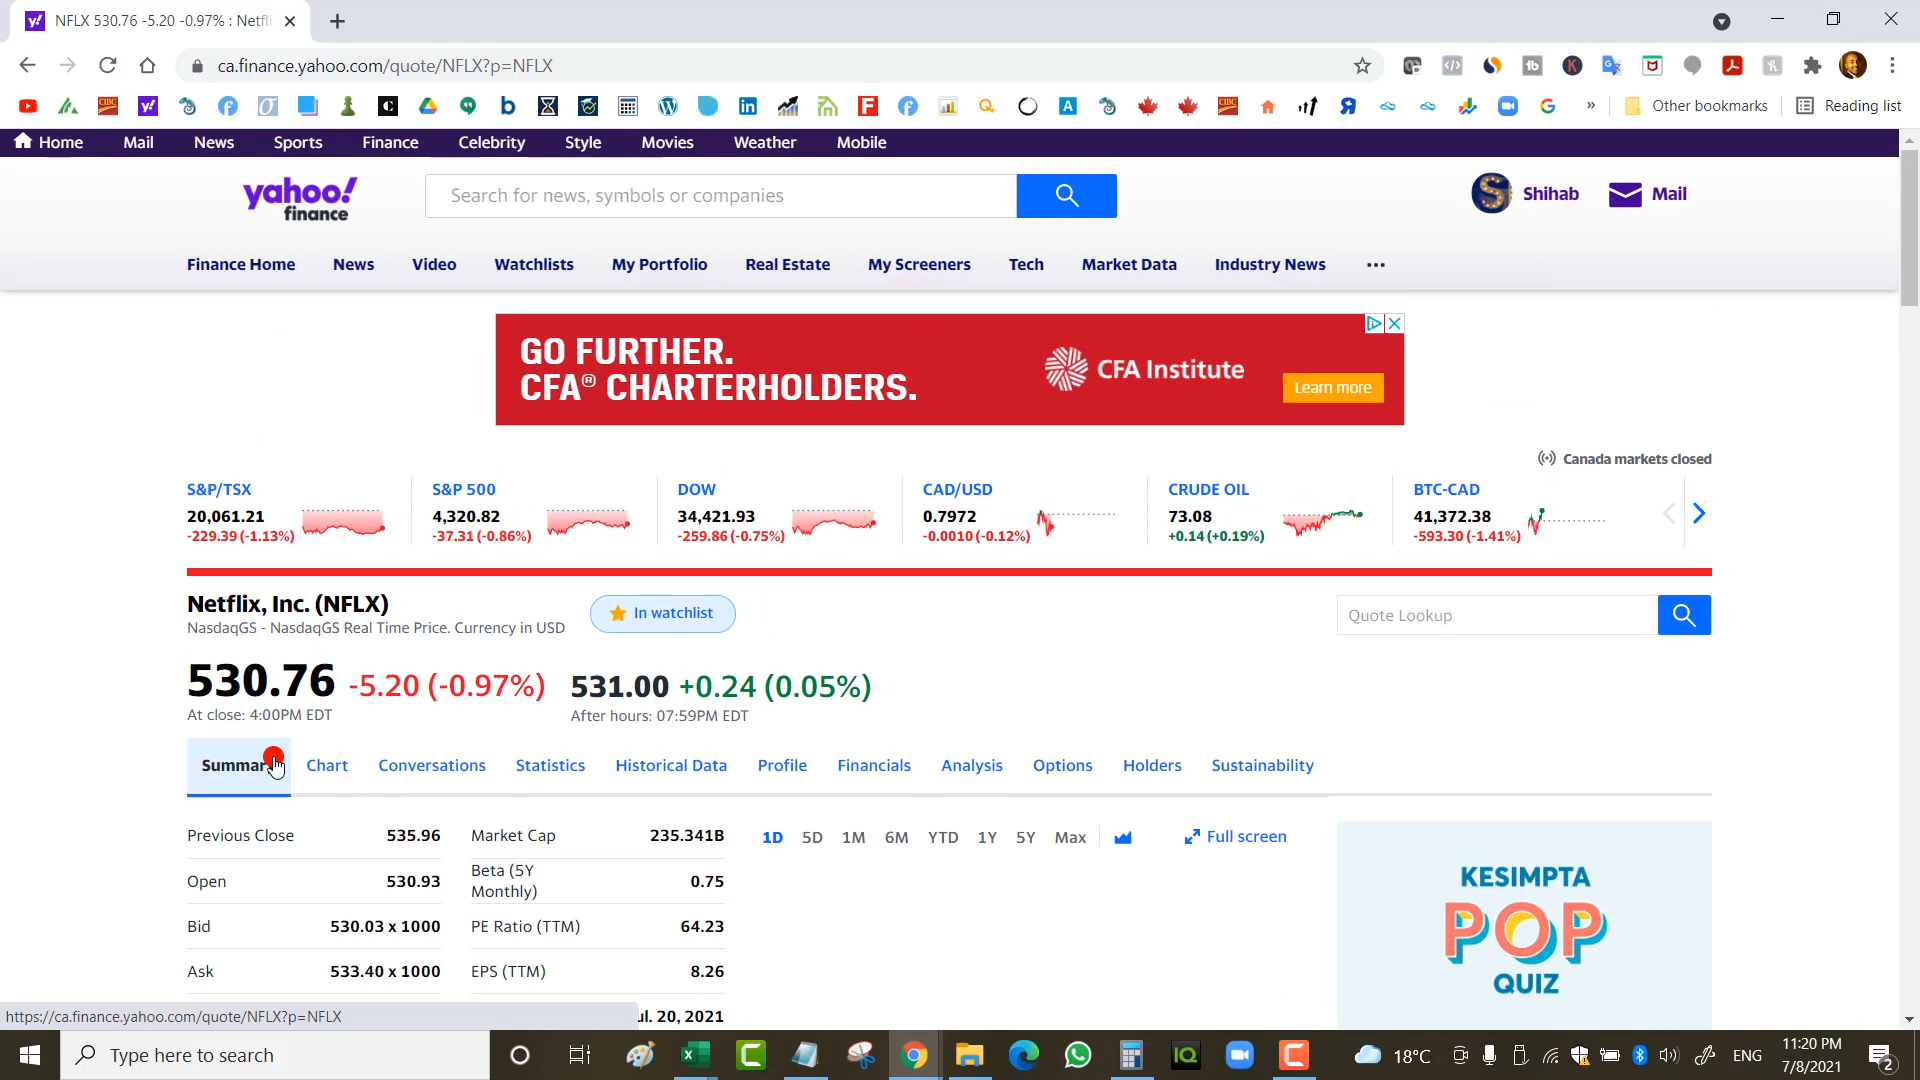 NFLX 530.76 -5.20 -0.97% : Netfli
ca.finance.yahoo.com/quote/NFLX?p=NFLX
Other bookmarks
Reading list
Home Mail News Sports Finance Celebrity Style Movies Weather Mobile
yahoo!
finance
Search for news, symbols or companies
Shihab
Mail
Finance Home News Video Watchlists My Portfolio Real Estate My Screeners Tech Market Data Industry News •••
GO FURTHER.
CFA® CHARTERHOLDERS.
CFA Institute
Learn more
Canada markets closed
S&P/TSX
20,061.21
-229.39 (-1.13%)
S&P 500
4,320.82
-37.31 (-0.86%)
DOW
34,421.93
-259.86 (-0.75%)
CAD/USD
0.7972
-0.0010 (-0.12%)
CRUDE OIL
73.08
+0.14 (+0.19%)
BTC-CAD
41,372.38
-593.30 (-1.41%)
Netflix, Inc. (NFLX)
NasdaqGS - NasdaqGS Real Time Price. Currency in USD
In watchlist
Quote Lookup
530.76 -5.20 (-0.97%)
At close: 4:00PM EDT
531.00 +0.24 (0.05%)
After hours: 07:59PM EDT
Summar Chart Conversations Statistics Historical Data Profile Financials Analysis Options Holders Sustainability
Previous Close 535.96
Open 530.93
Bid 530.03 x 1000
Ask 533.40 x 1000
Market Cap 235.341B
Beta (5Y
Monthly) 0.75
PE Ratio (TTM) 64.23
EPS (TTM) 8.26
ul. 20, 2021
1D 5D 1M 6M YTD 1Y 5Y Max
Full screen
KESIMPTA
POP
QUIZ
https://ca.finance.yahoo.com/quote/NFLX?p=NFLX
Type here to search
18°C
ENG
11:20 PM
7/8/2021
2